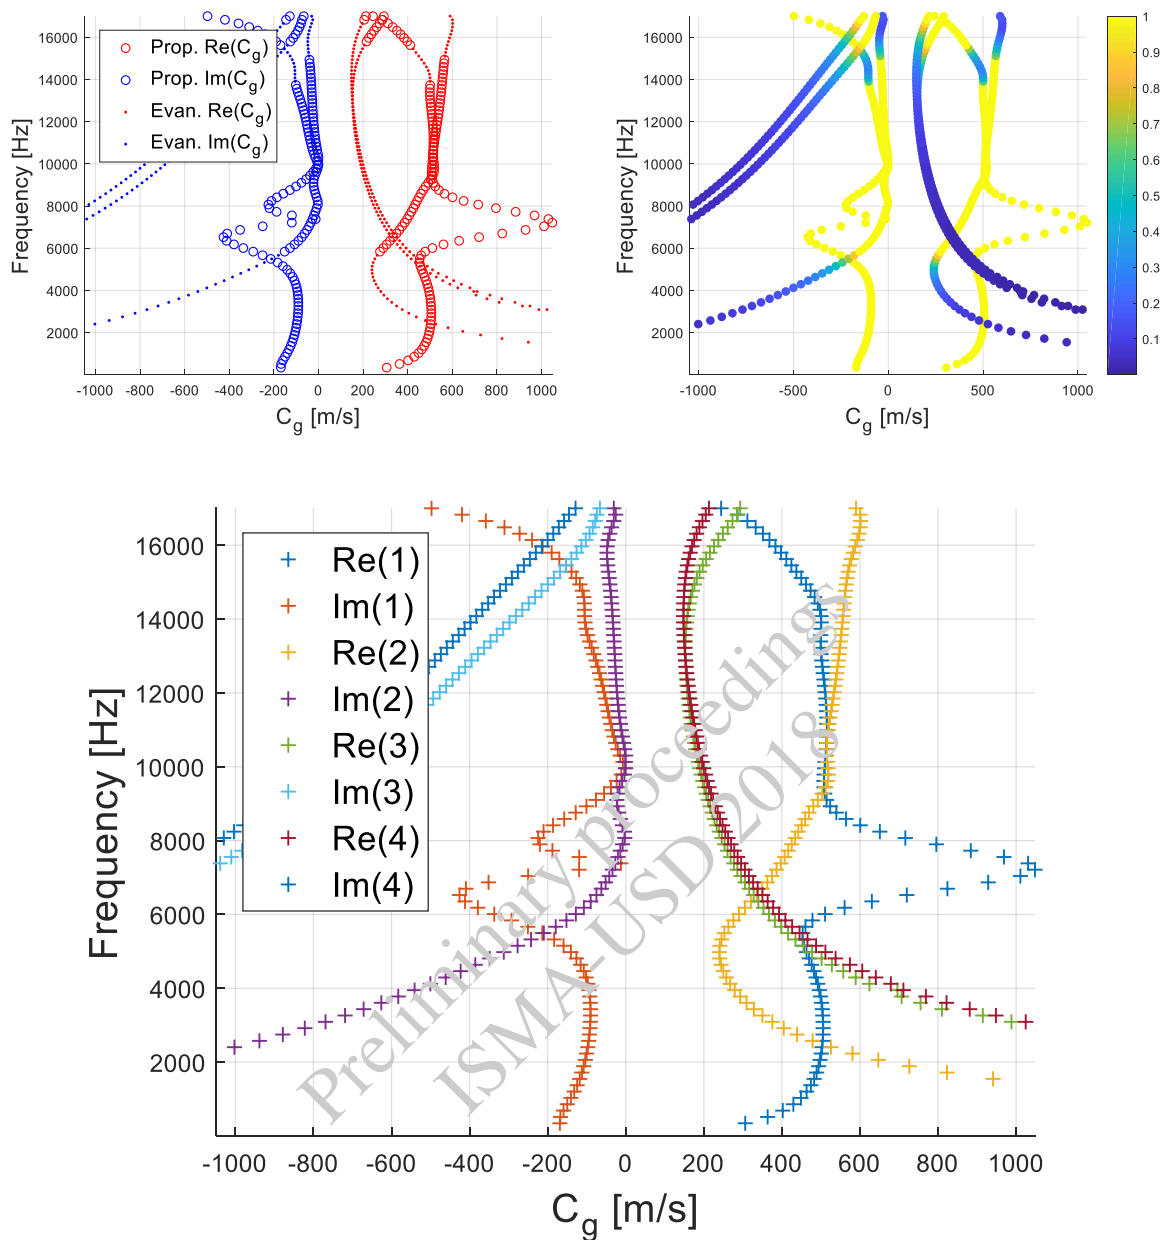 16000
14000
12000
10000
8000
6000
4000
2000
Frequency [Hz]
Prop. Re(Cg)
Prop. Im(Cg)
Evan. Re(Cg)
Evan. Im(Cg)
-1000 -800 -600 -400 -200 0 200 400 600 800 1000
Cg [m/s]
16000
14000
12000
10000
8000
6000
4000
2000
Frequency [Hz]
-1000 -500 0 500 1000
Cg [m/s]
1
0.9
0.8
0.7
0.6
0.5
0.4
0.3
0.2
0.1
16000
14000
12000
10000
8000
6000
4000
2000
Frequency [Hz]
Re(1)
Im(1)
Re(2)
Im(2)
Re(3)
Im(3)
Re(4)
Im(4)
Preliminary proceedings
ISMA-USD 2018
-1000 -800 -600 -400 -200 0 200 400 600 800 1000
Cg [m/s]